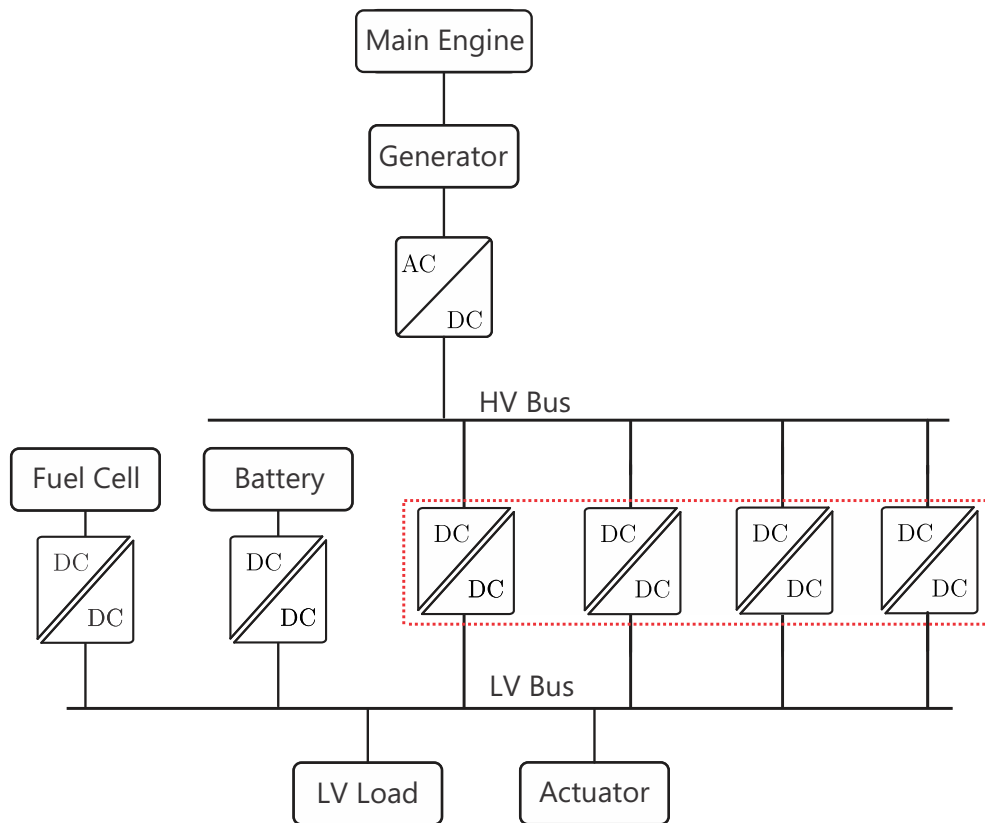 Main Engine
Generator
AC
DC
HV Bus
Fuel Cell
Battery
DC
DC
DC
DC
DC
DC
DC
DC
DC
DC
DC
DC
LV Bus
LV Load
Actuator